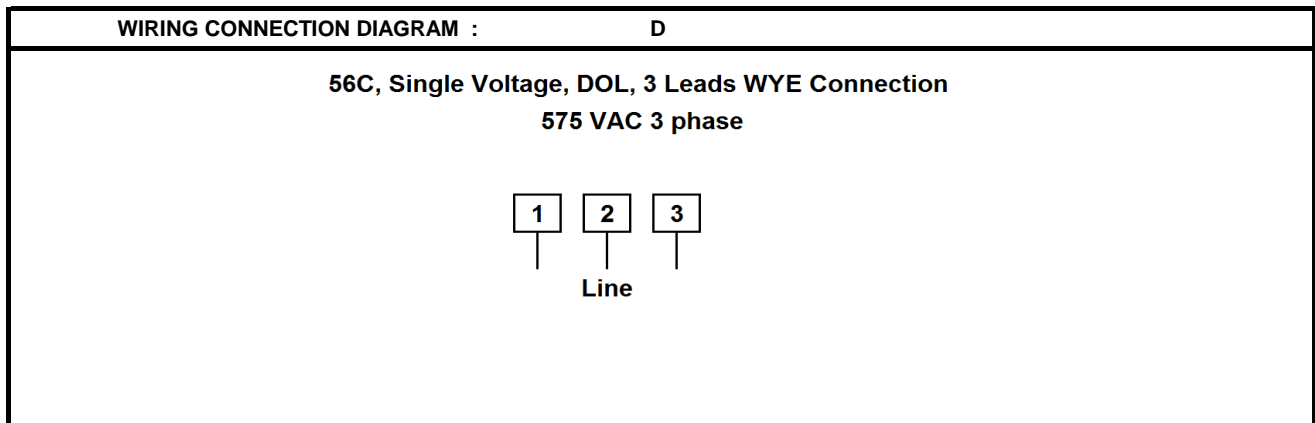 WIRING CONNECTION DIAGRAM : D
56C, Single Voltage, DOL, 3 Leads WYE Connection
575 VAC 3 phase
1 2 3
Line